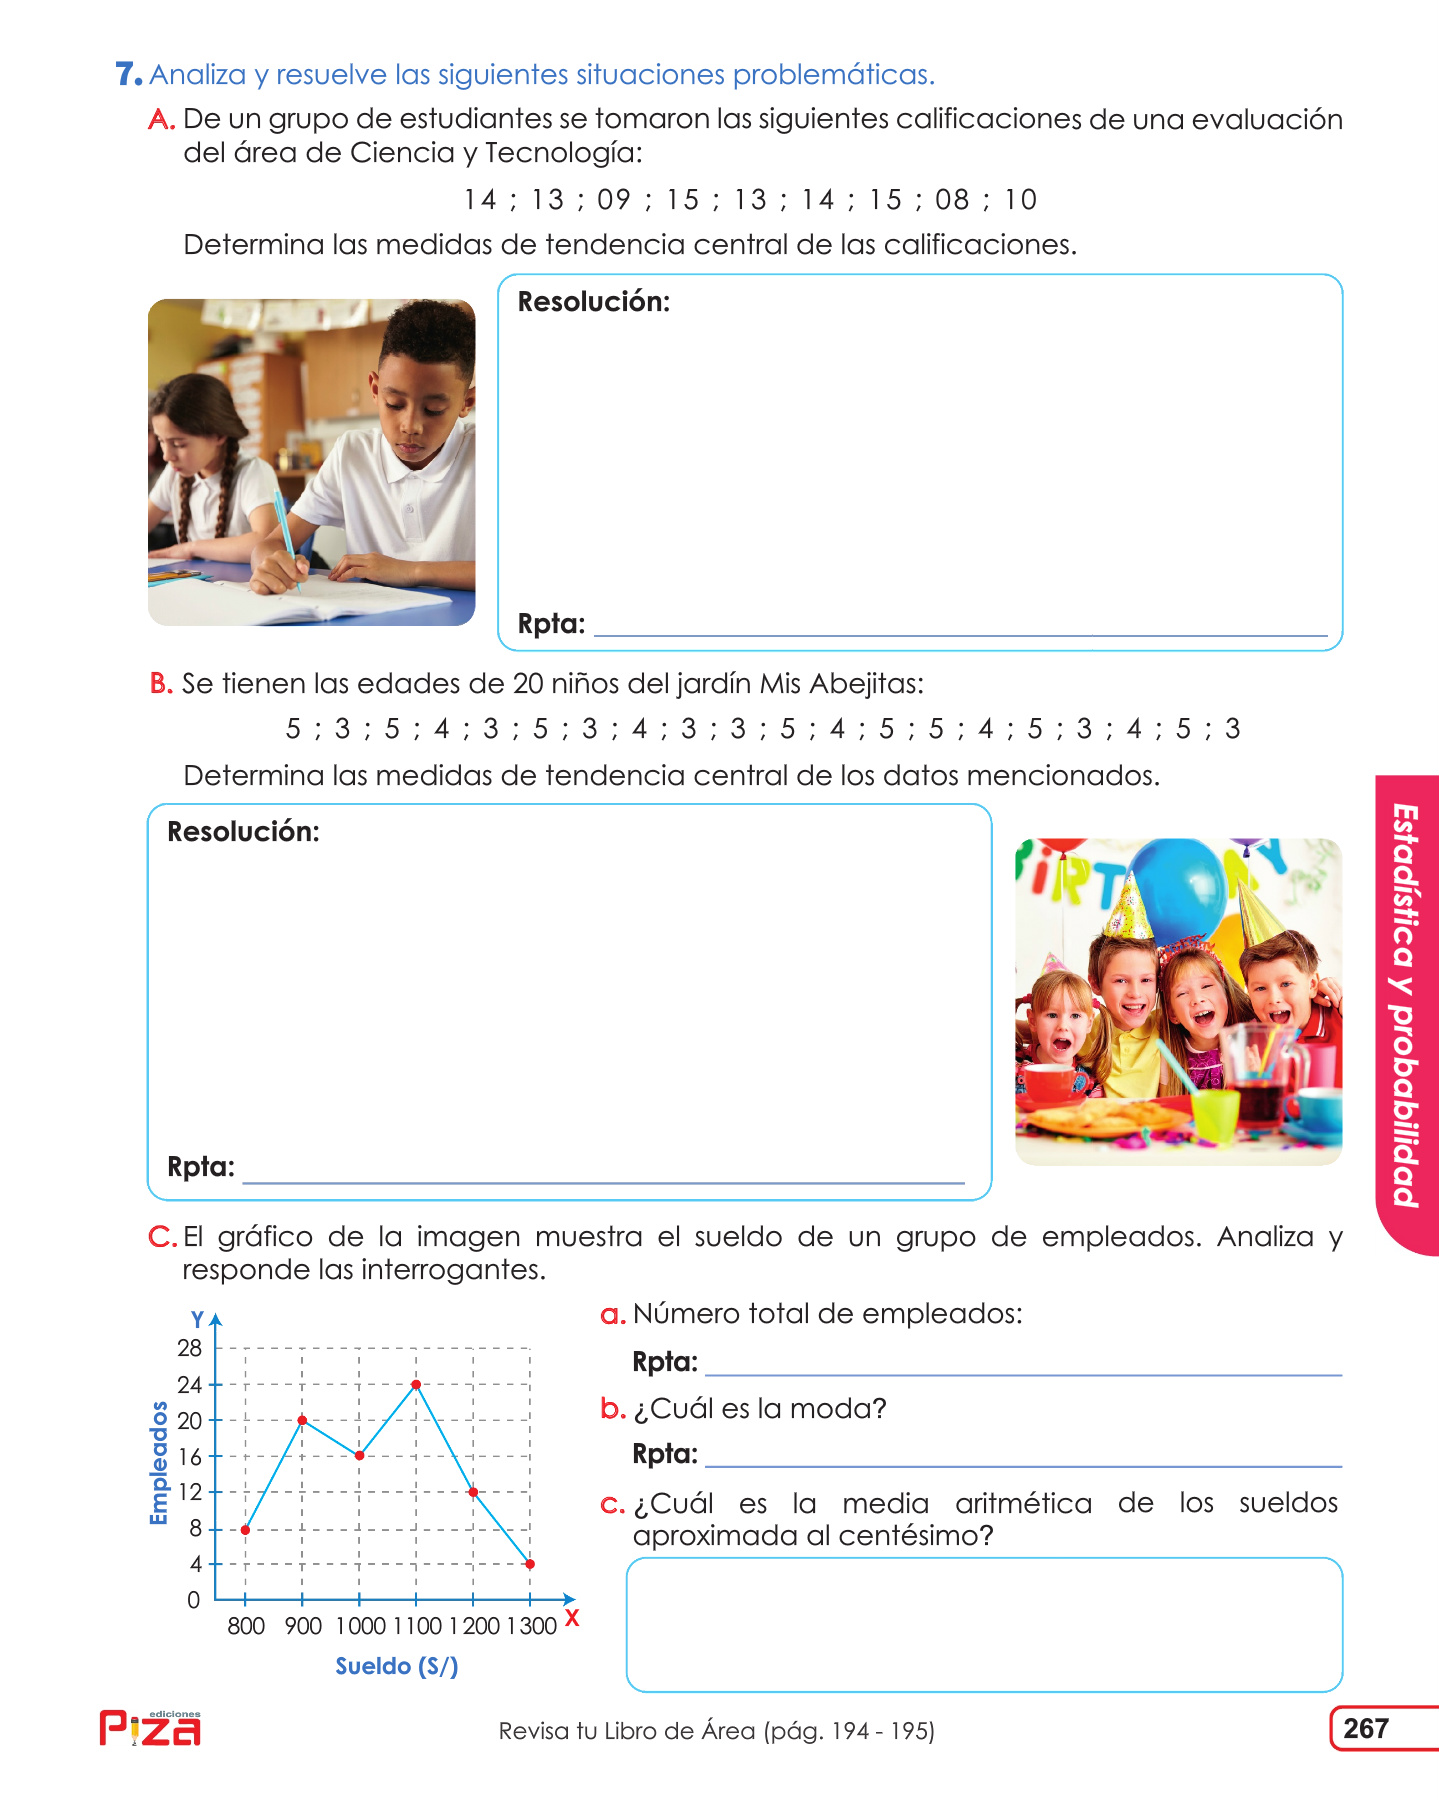 7. Analiza y resuelve las siguientes situaciones problemáticas.
A. De un grupo de estudiantes se tomaron las siguientes calificaciones de una evaluación
del área de Ciencia y Tecnología:
14 ; 13 ; 09 ; 15 ; 13 ; 14 ; 15 ; 08 ; 10
Determina las medidas de tendencia central de las calificaciones.
Resolución:
Rpta:
B. Se tienen las edades de 20 niños del jardín Mis Abejitas:
5 ; 3 ; 5 ; 4 ; 3 ; 5 ; 3 ; 4 ; 3 ; 3 ; 5 ; 4 ; 5 ; 5 ; 4 ; 5 ; 3 ; 4 ; 5 ; 3
Determina las medidas de tendencia central de los datos mencionados.
Resolución:
Rpta:
Estadística y probabilidad
C. El gráfico de la imagen muestra el sueldo de un grupo de empleados. Analiza y
responde las interrogantes.
Y
28
24
20
16
12
8
4
0
Empleados
800 900 1000 1100 1200 1300 X
Sueldo (S/)
a. Número total de empleados:
Rpta:
b. ¿Cuál es la moda?
Rpta:
c. ¿Cuál es la media aritmética de los sueldos
aproximada al centésimo?
ediciones
Piza
Revisa tu Libro de Área (pág. 194 - 195)
267